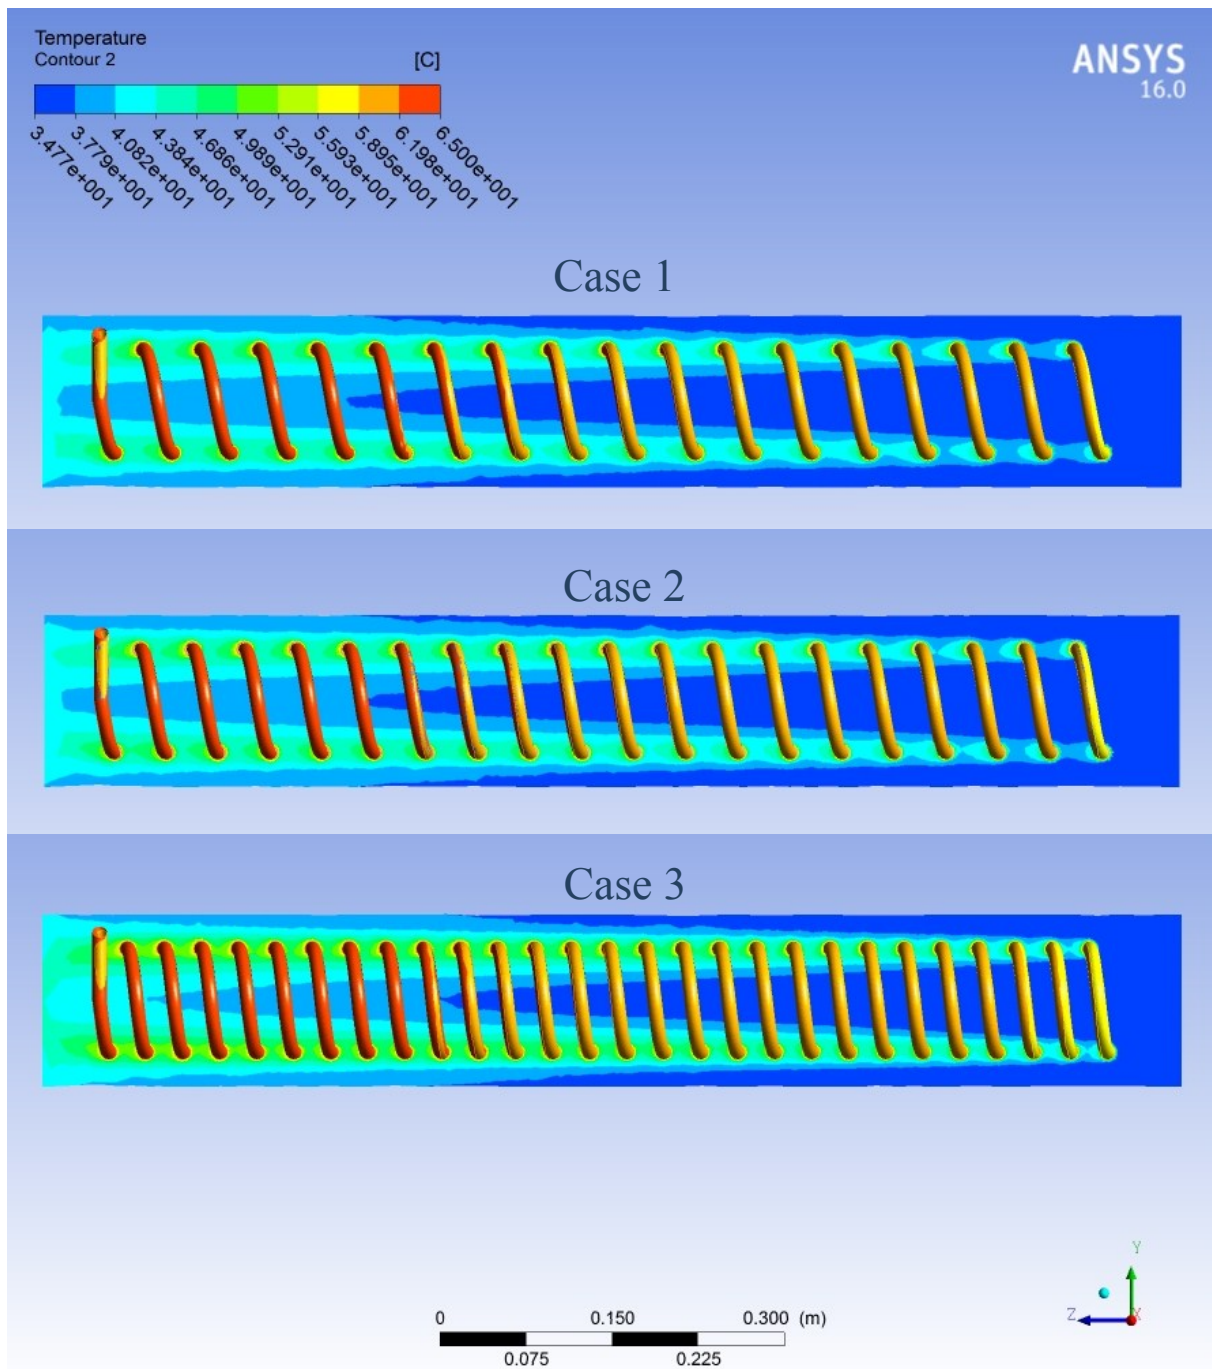 Temperature
Contour 2
[C]
ANSYS
16.0
3.477e+001
3.779e+001
4.082e+001
4.384e+001
4.686e+001
4.989e+001
5.291e+001
5.593e+001
5.895e+001
6.198e+001
6.500e+001
Case 1
Case 2
Case 3
0 0.150 0.300 (m)
0.075 0.225
Y
Z
X